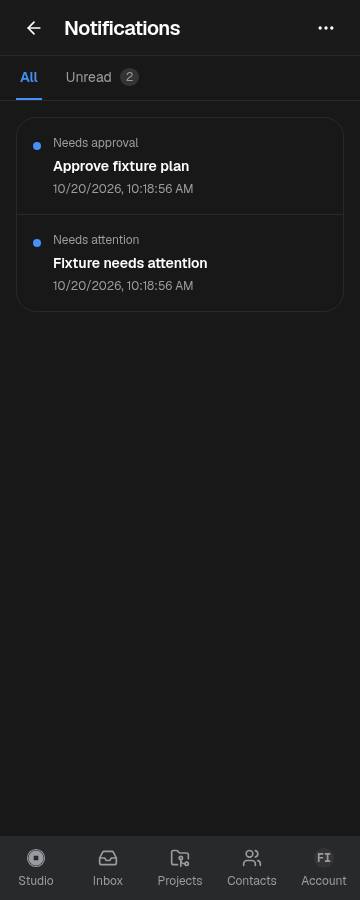 Notifications
All
Unread 2
Needs approval
Approve fixture plan
10/20/2026, 10:18:56 AM
Needs attention
Fixture needs attention
10/20/2026, 10:18:56 AM
FI
Studio
Inbox
Projects
Contacts
Account